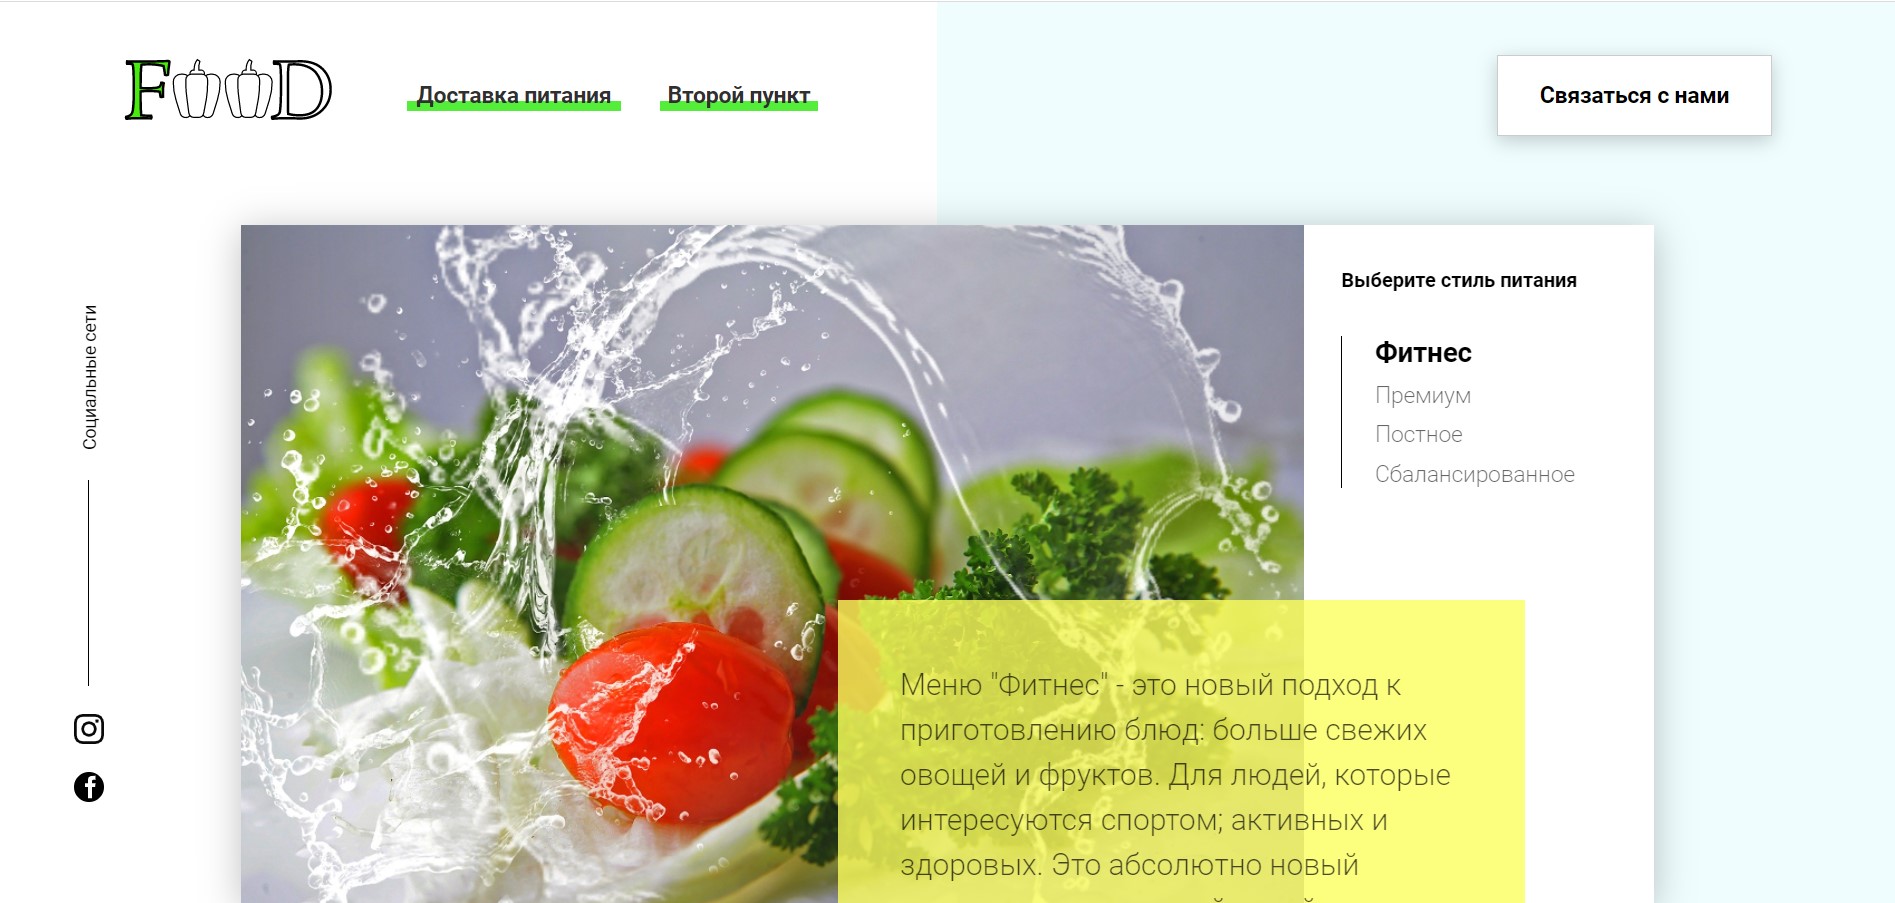 FOOD
Доставка питания
Второй пункт
Связаться с нами
Социальные сети
Выберите стиль питания
Фитнес
Премиум
Постное
Сбалансированное
Меню "Фитнес" - это новый подход к
приготовлению блюд: больше свежих
овощей и фруктов. Для людей, которые
интересуются спортом; активных и
здоровых. Это абсолютно новый